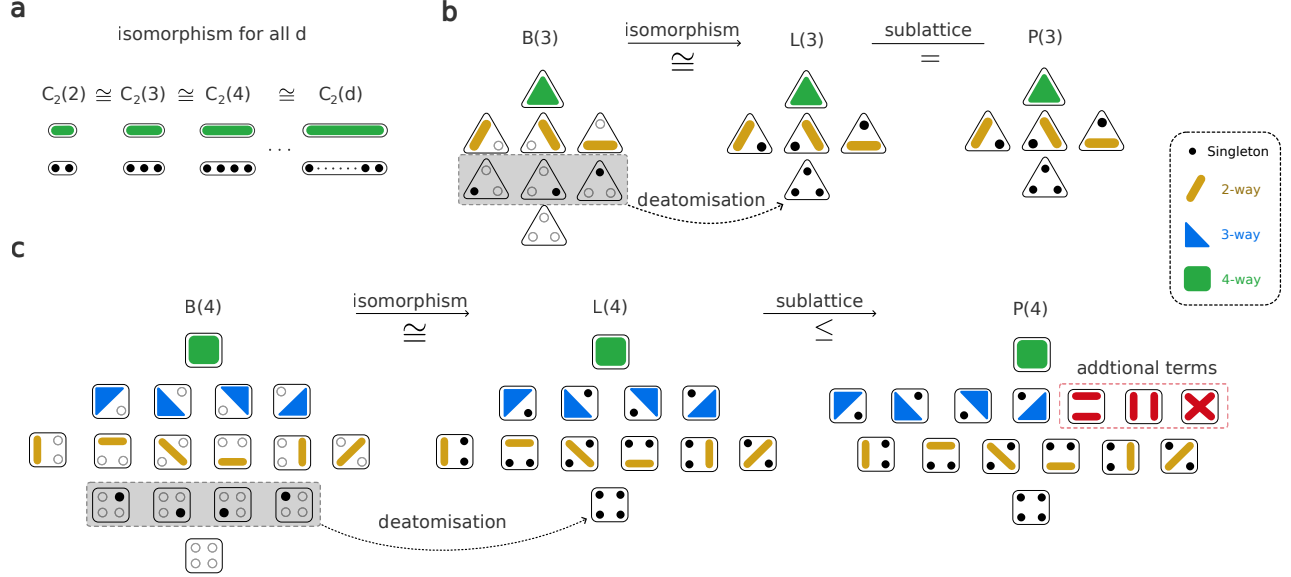 a
isomorphism for all d
C₂(2) ≅ C₂(3) ≅ C₂(4) ≅ C₂(d)
...
b
B(3)
isomorphism
≅
L(3)
sublattice
=
P(3)
deatomisation
Singleton
2-way
3-way
4-way
c
B(4)
isomorphism
≅
L(4)
sublattice
≤
P(4)
addtional terms
deatomisation